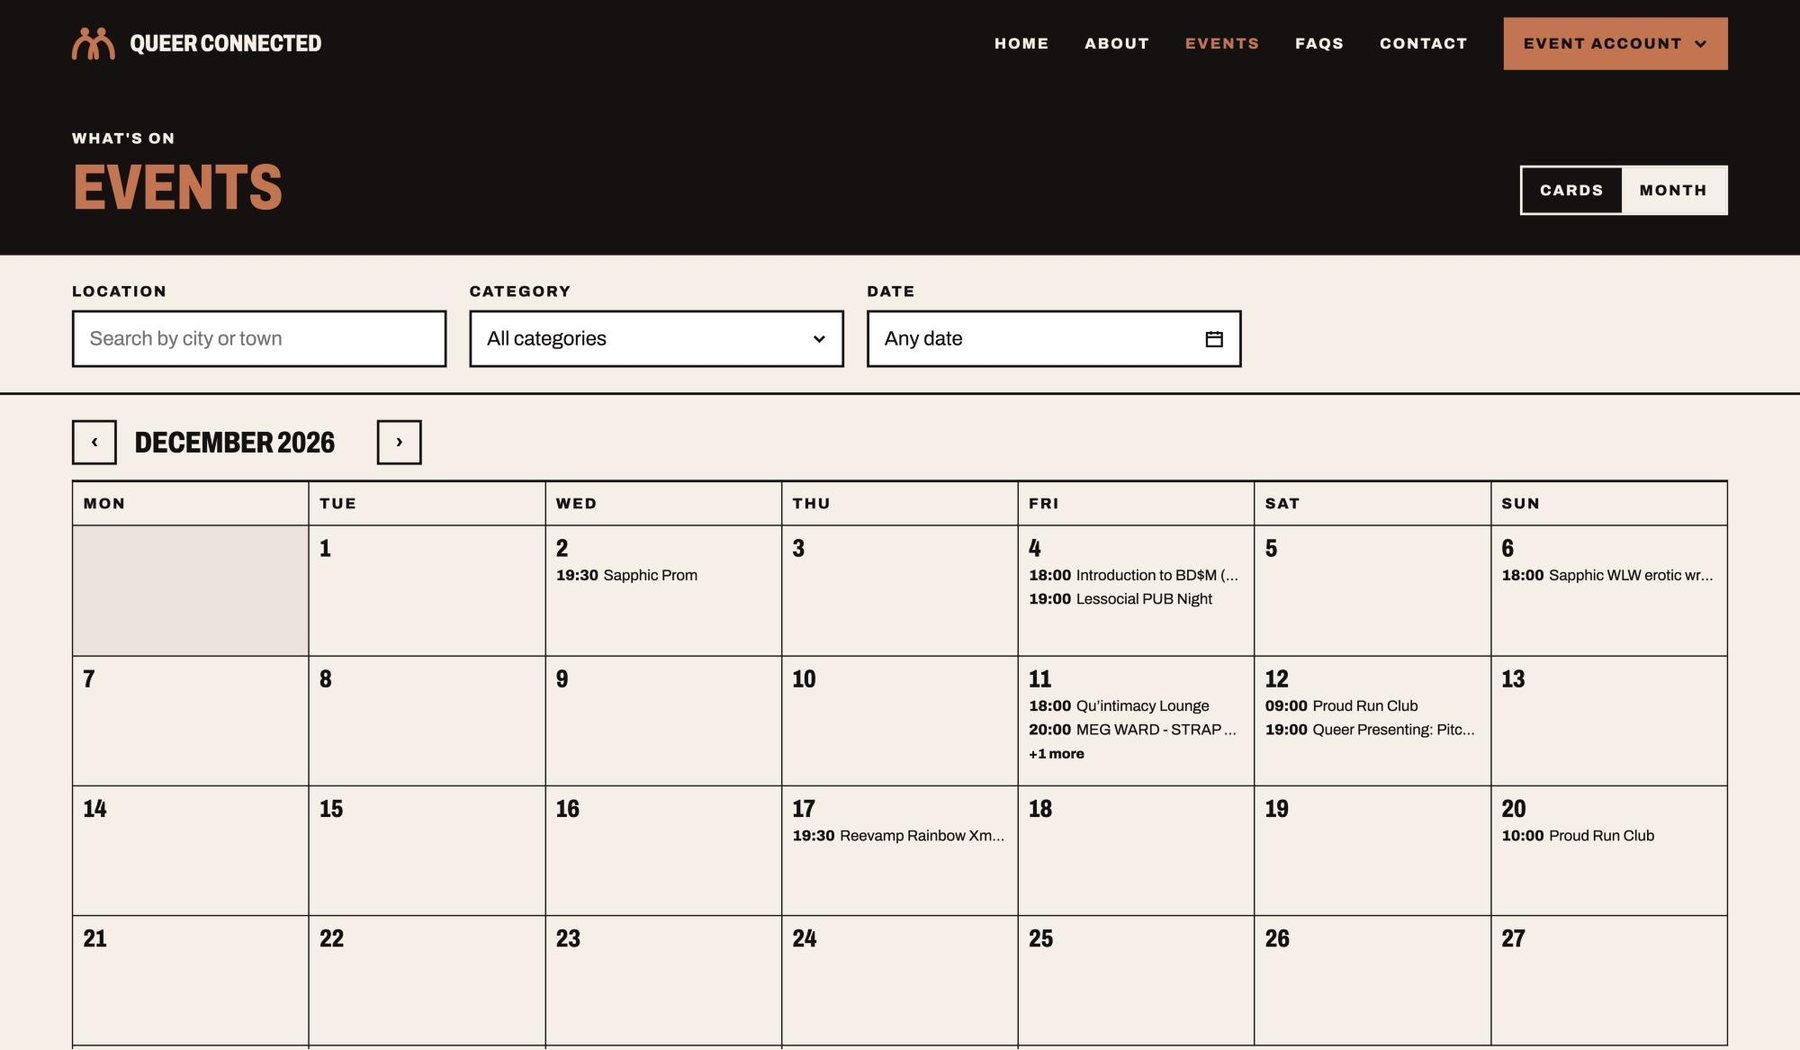 QUEER CONNECTED
HOME ABOUT EVENTS FAQS CONTACT EVENT ACCOUNT
WHAT'S ON
EVENTS
CARDS MONTH
LOCATION CATEGORY DATE
Search by city or town All categories Any date
‹ DECEMBER 2026 ›
MON TUE WED THU FRI SAT SUN
1
2
19:30 Sapphic Prom
3
4
18:00 Introduction to BD$M (...
19:00 Lessocial PUB Night
5
6
18:00 Sapphic WLW erotic wr...
7
8
9
10
11
18:00 Qu'intimacy Lounge
20:00 MEG WARD - STRAP ...
+1 more
12
09:00 Proud Run Club
19:00 Queer Presenting: Pitc...
13
14
15
16
17
19:30 Reevamp Rainbow Xm...
18
19
20
10:00 Proud Run Club
21
22
23
24
25
26
27